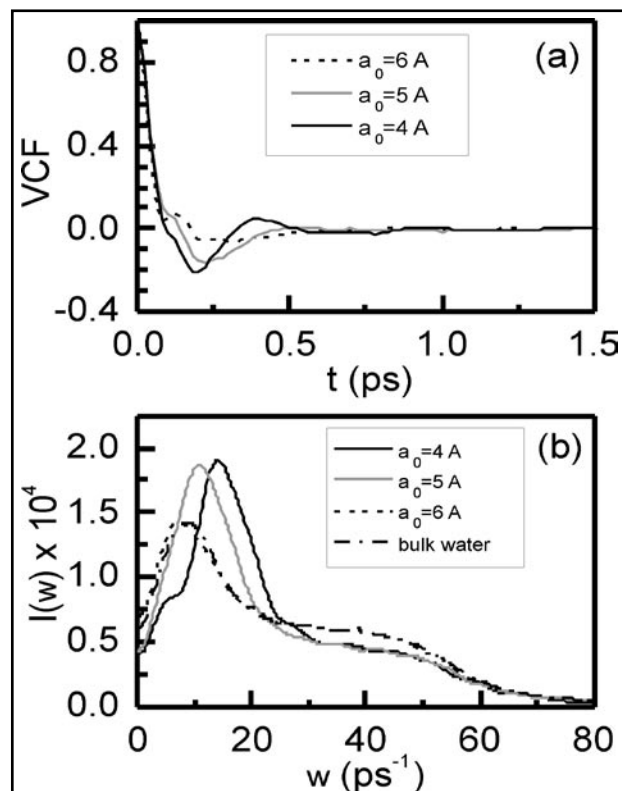 (a)
a₀=6 A
a₀=5 A
a₀=4 A
VCF
0.8
0.4
0.0
-0.4
0.0 0.5 1.0 1.5
t (ps)
(b)
a₀=4 A
a₀=5 A
a₀=6 A
bulk water
I(w) x 10⁴
2.0
1.5
1.0
0.5
0.0
0 20 40 60 80
w (ps⁻¹)